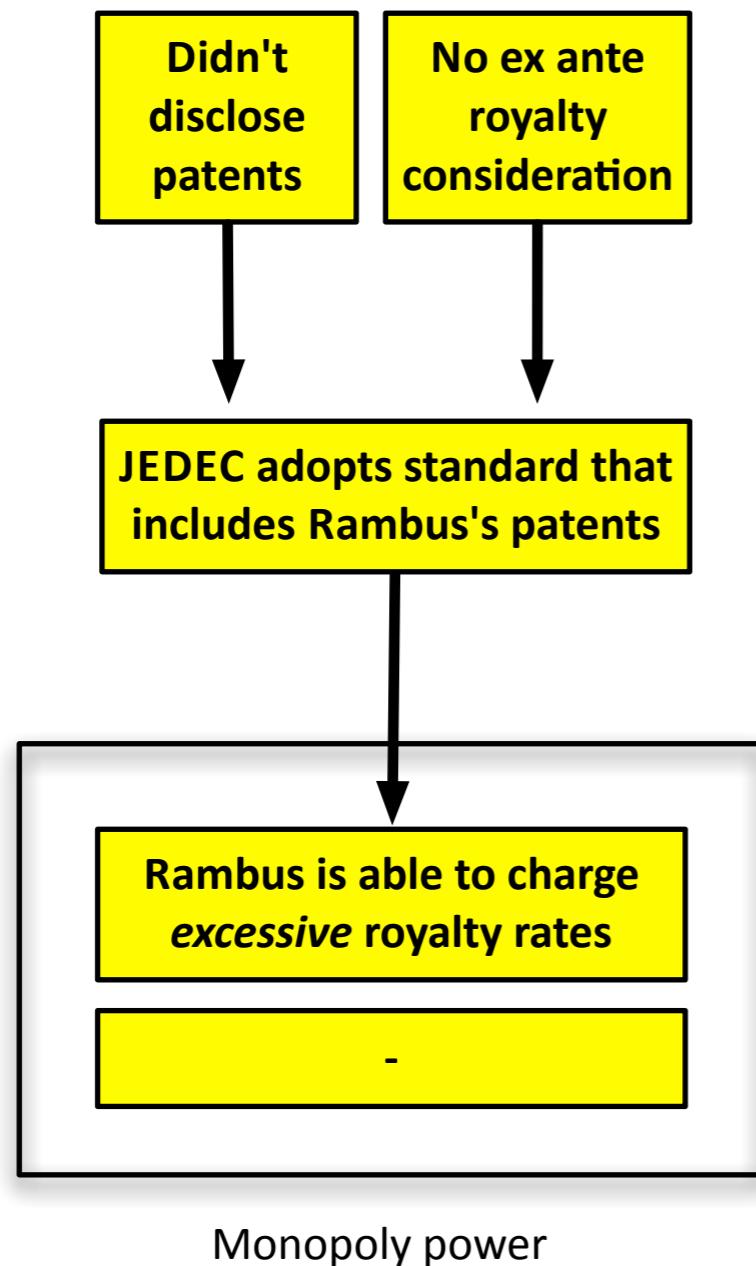 Didn't
disclose
patents
No ex ante
royalty
consideration
JEDEC adopts standard that
includes Rambus's patents
Rambus is able to charge
excessive royalty rates
-
Monopoly power